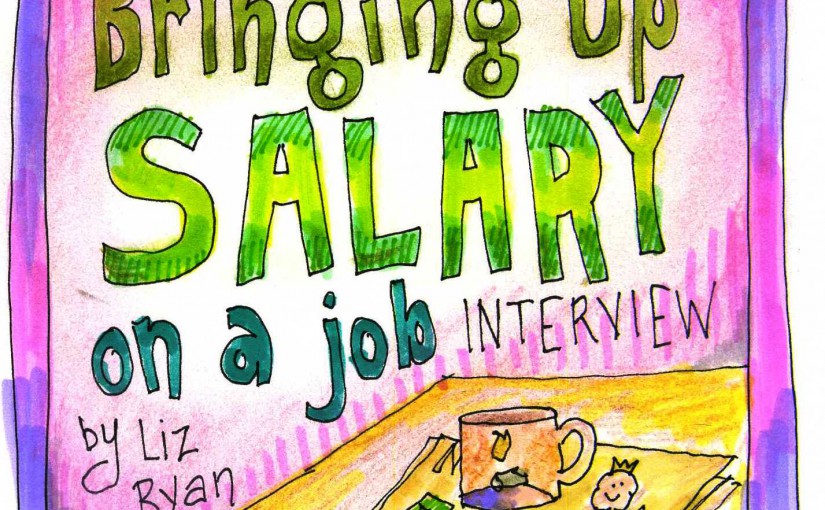 Bringing Up
SALARY
on a job INTERVIEW
by Liz
Ryan